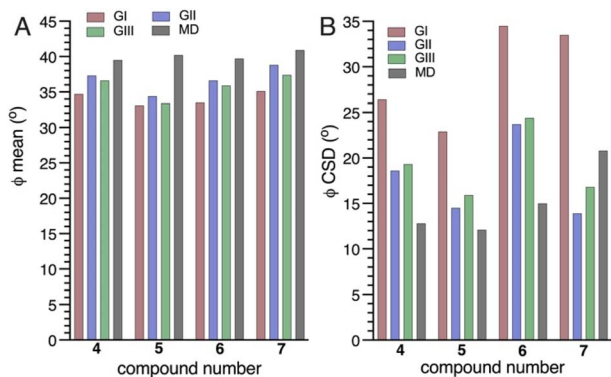 A
GI
GII
GIII
MD
ϕ mean (º)
45
40
35
30
25
20
15
10
5
0
4 5 6 7
compound number
B
GI
GII
GIII
MD
ϕ CSD (º)
35
30
25
20
15
10
5
0
4 5 6 7
compound number